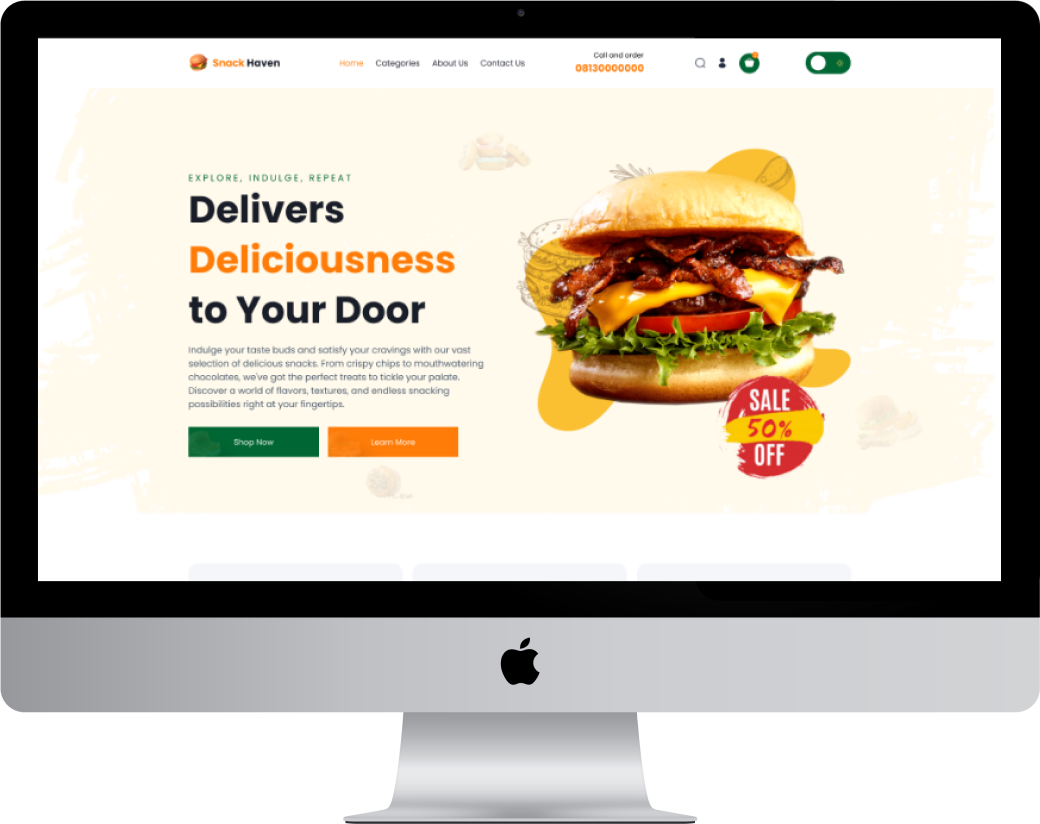 Snack Haven
Home
Categories
About Us
Contact Us
Call and order
08130000000
EXPLORE, INDULGE, REPEAT
Delivers
Deliciousness
to Your Door
Indulge your taste buds and satisfy your cravings with our vast
selection of delicious snacks. From crispy chips to mouthwatering
chocolates, we've got the perfect treats to tickle your palate.
Discover a world of flavors, textures, and endless snacking
possibilities right at your fingertips.
Shop Now
Learn More
SALE
50%
OFF